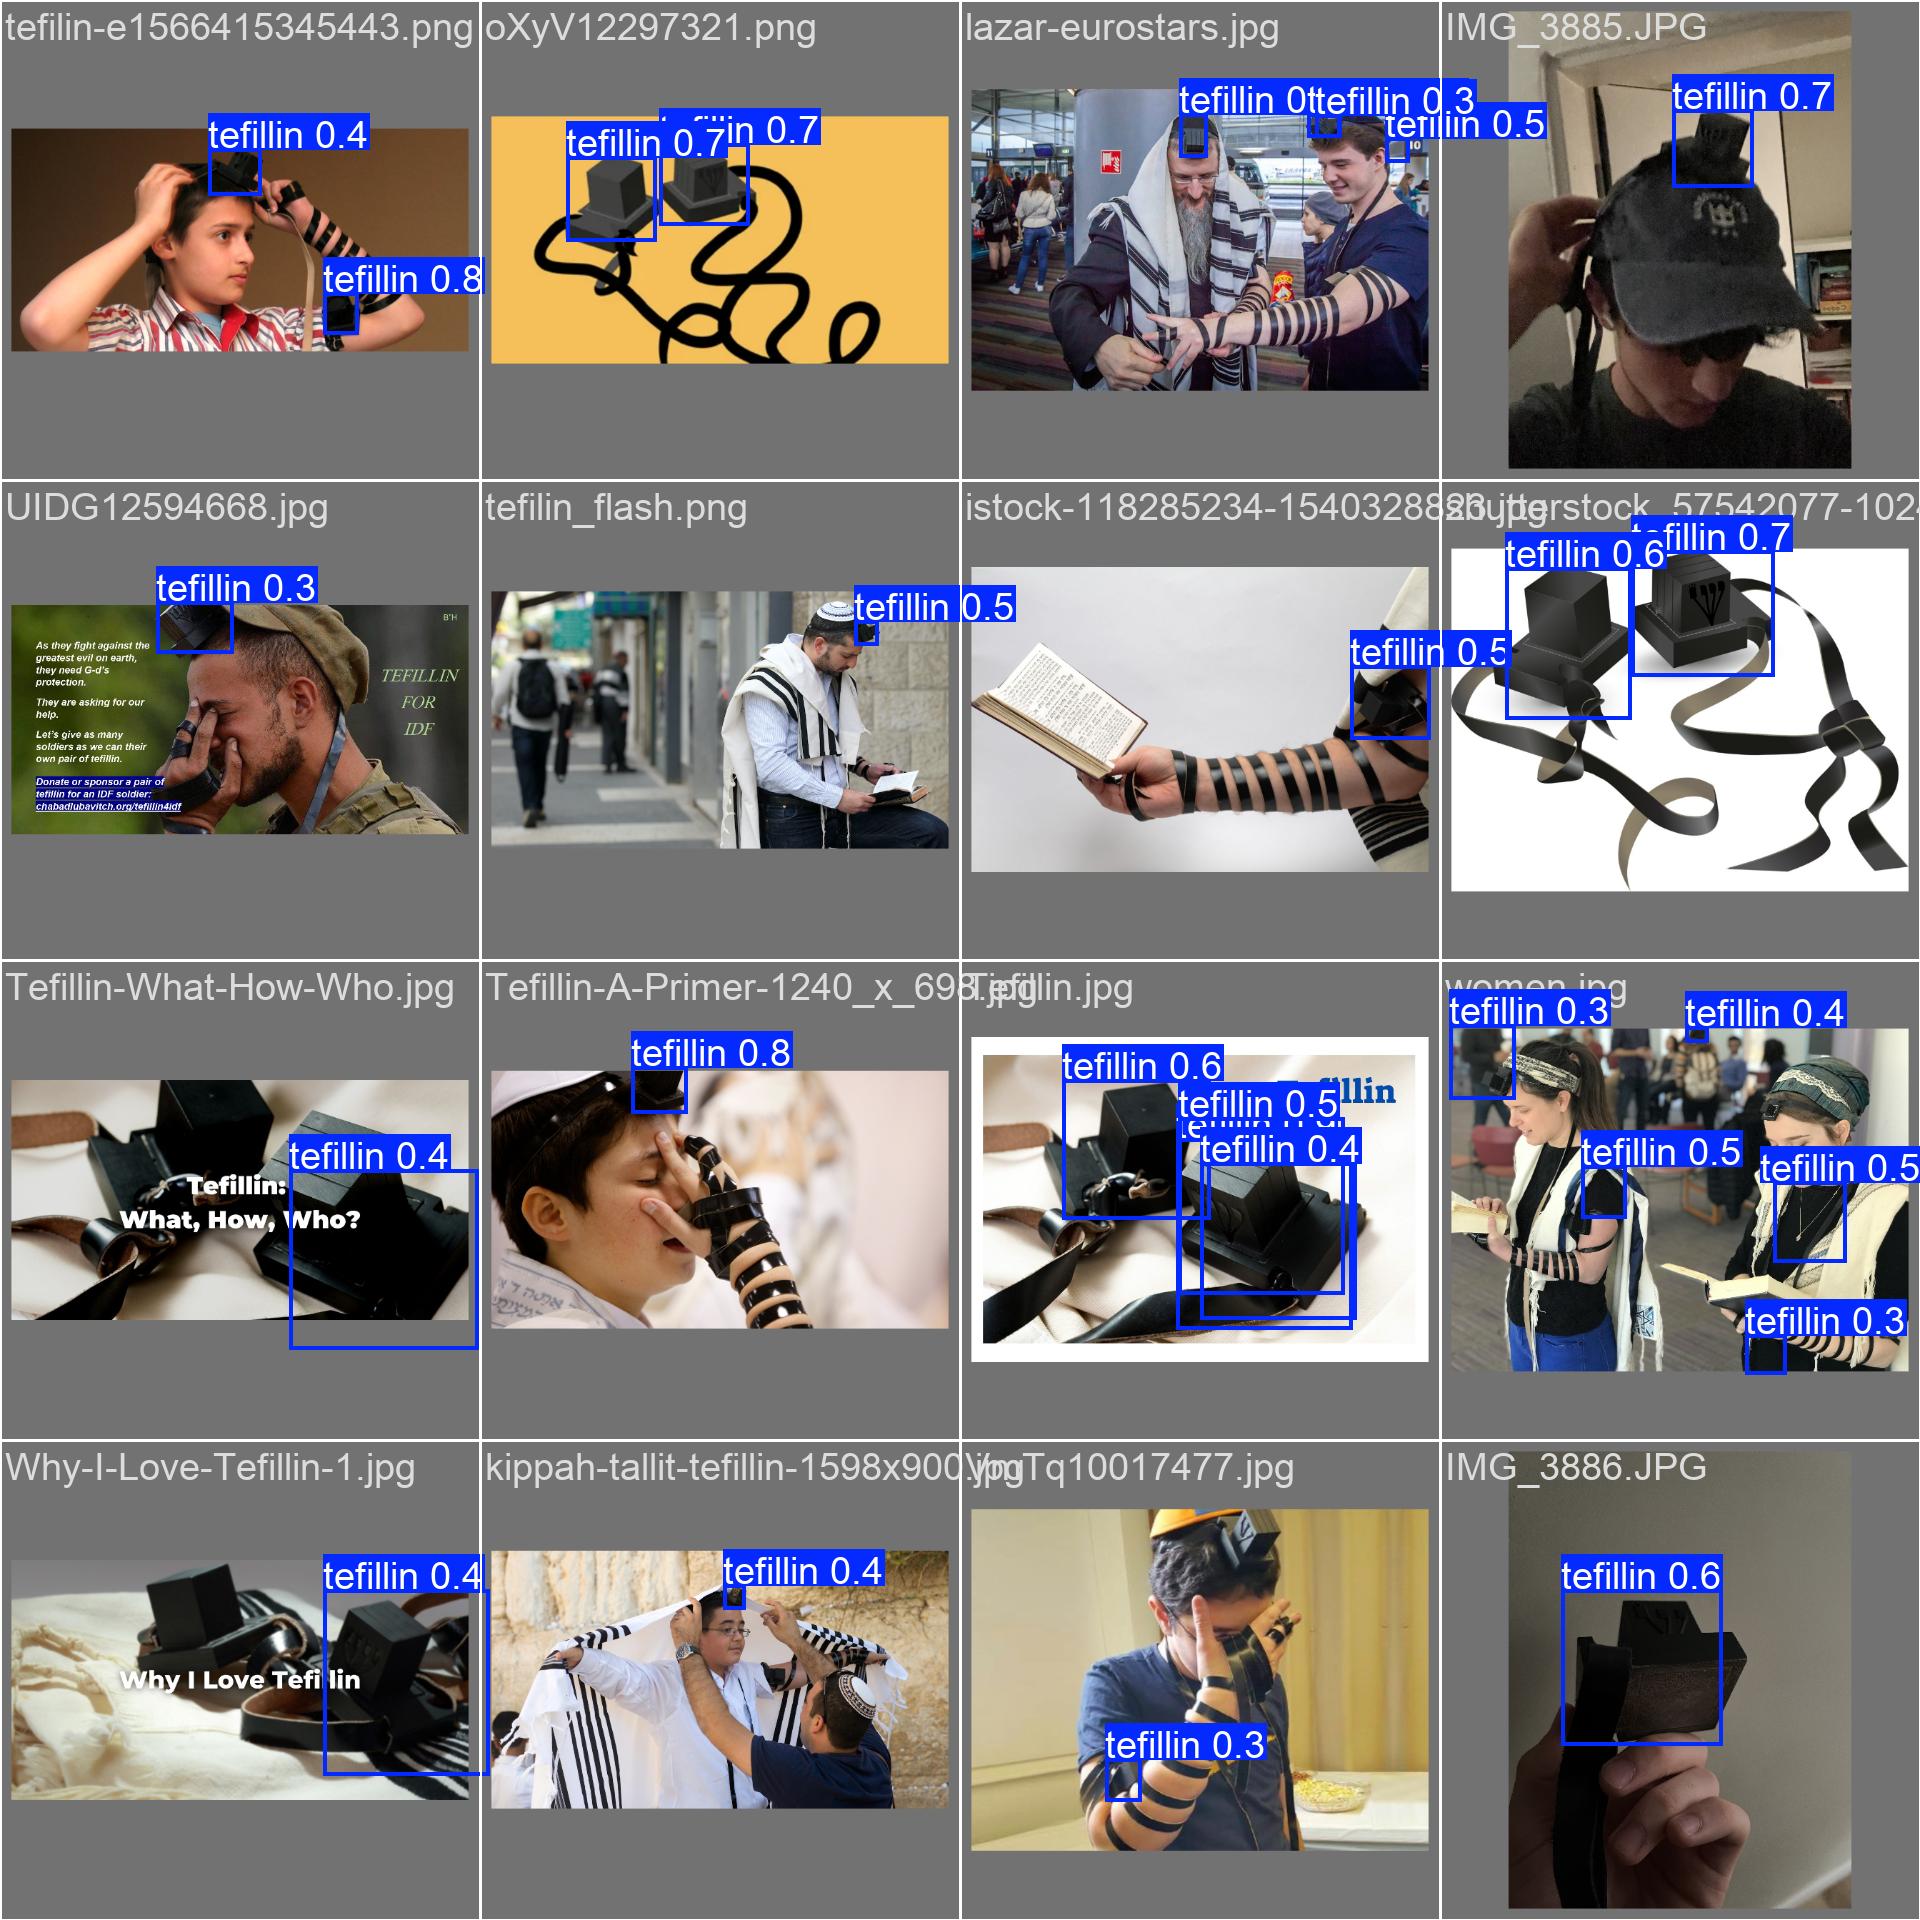 tefilin-e1566415345443.png
tefillin 0.4
tefillin 0.8
oXyV12297321.png
tefillin 0.7
0.7
lazar-eurostars.jpg
tefillin
tefillin 0.3
tefillin 0.5
IMG_3885.JPG
tefillin 0.7
UIDG12594668.jpg
tefillin 0.3
B"H
As they fight against the
greatest evil on earth,
they need G-d's
protection.
They are asking for our
help.
Let's give as many
soldiers as we can their
own pair of tefillin.
Donate or sponsor a pair of
tefillin for an IDF soldier:
chabadlubavitch.org/tefillin4idf
TEFILLIN
FOR
IDF
tefilin_flash.png
tefillin 0.5
istock-118285234-1540328823.jpg
tefillin 0.5
shutterstock_57542077-1024
tefillin 0.6
tefillin 0.7
Tefillin-What-How-Who.jpg
tefillin 0.4
Tefillin:
What, How, Who?
Tefillin-A-Primer-1240_x_698.jpg
tefillin 0.8
Tefillin.jpg
tefillin 0.6
Tefillin
tefillin 0.5
tefillin 0.4
women.jpg
tefillin 0.3
tefillin 0.4
tefillin 0.5
tefillin 0.5
tefillin 0.3
Why-I-Love-Tefillin-1.jpg
tefillin 0.4
Why I Love Tefillin
kippah-tallit-tefillin-1598x900.jpg
tefillin 0.4
YmTq10017477.jpg
tefillin 0.3
IMG_3886.JPG
tefillin 0.6